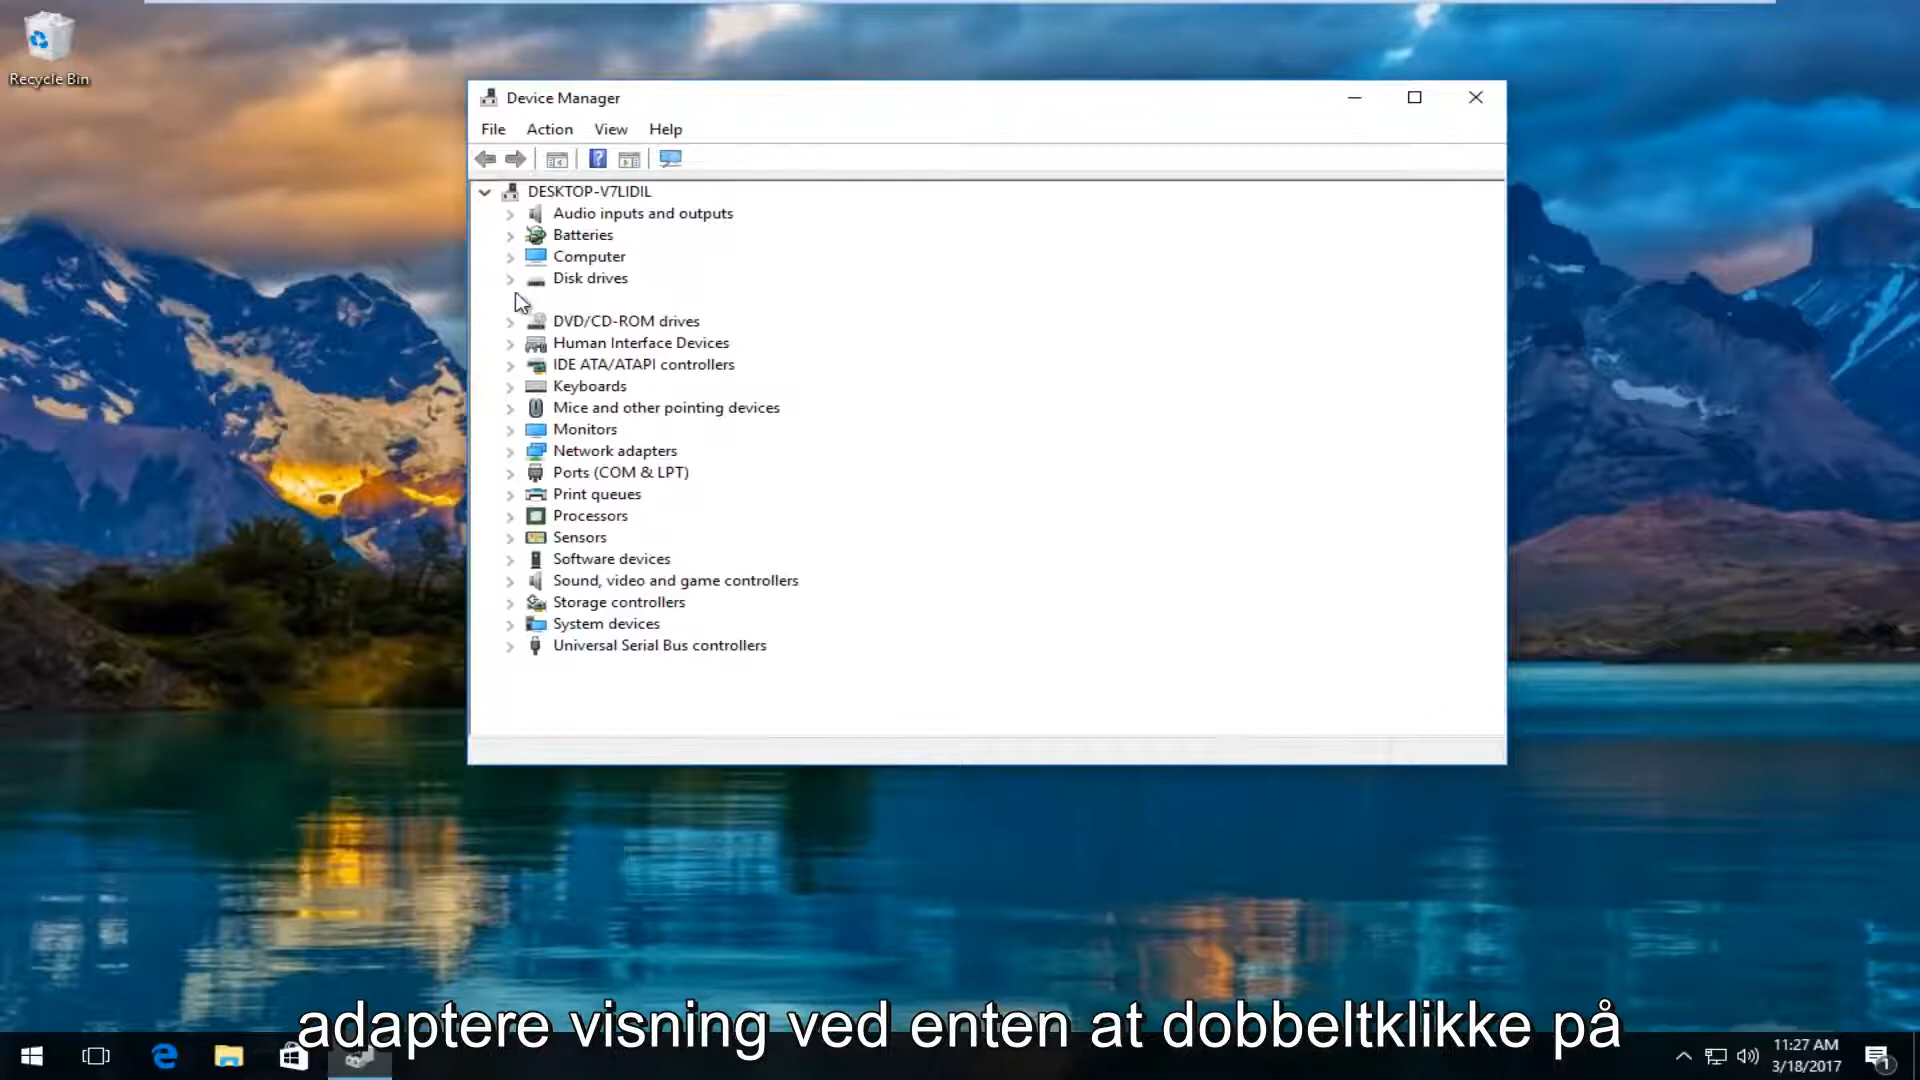 Recycle Bin
Device Manager
File Action View Help
DESKTOP-V7LIDIL
Audio inputs and outputs
Batteries
Computer
Disk drives
DVD/CD-ROM drives
Human Interface Devices
IDE ATA/ATAPI controllers
Keyboards
Mice and other pointing devices
Monitors
Network adapters
Ports (COM & LPT)
Print queues
Processors
Sensors
Software devices
Sound, video and game controllers
Storage controllers
System devices
Universal Serial Bus controllers
adaptere visning ved enten at dobbeltklikke på
11:27 AM
3/18/2017
1